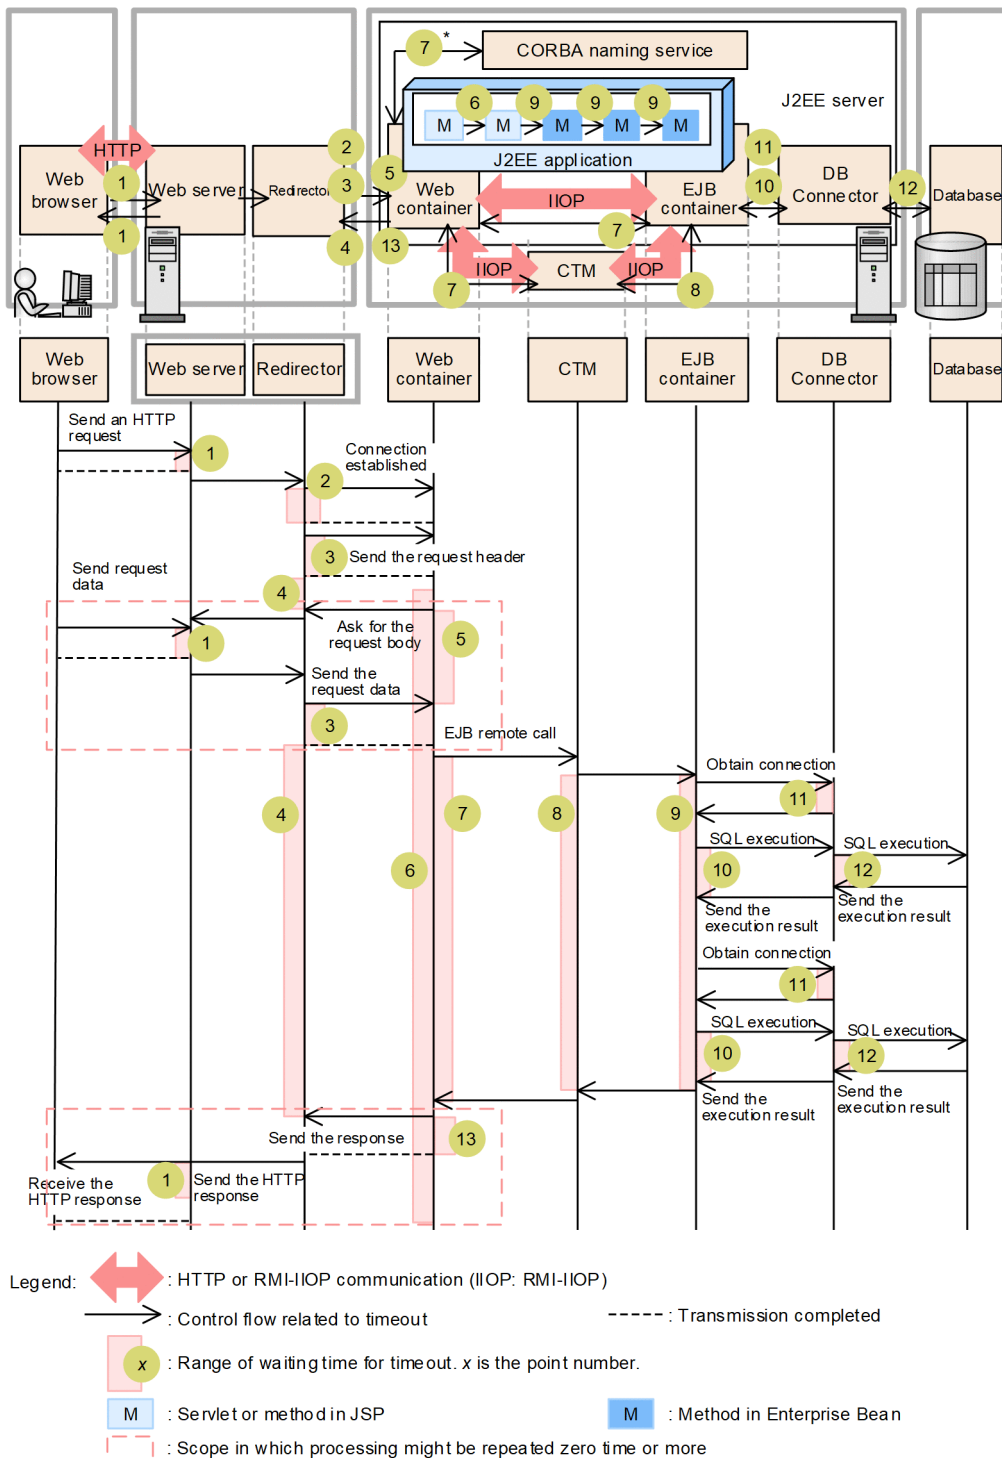 7 *
CORBA naming service
6
9
9
9
M
M
M
M
M
J2EE server
J2EE application
HTTP
1
1
2
3
4
5
13
11
10
12
Web
browser
Web server
Redirector
Web
container
IIOP
7
EJB
container
DB
Connector
Database
IIOP
CTM
IIOP
7
8
Web
browser
Web server
Redirector
Web
container
CTM
EJB
container
DB
Connector
Database
Send an HTTP
request
1
Connection
established
2
3
Send the request header
Send request
data
4
1
Ask for the
request body
5
Send the
request data
3
EJB remote call
Obtain connection
11
4
6
7
8
9
SQL execution
SQL execution
10
12
Send the
execution result
Send the
execution result
Obtain connection
11
SQL execution
SQL execution
10
12
Send the
execution result
Send the
execution result
Send the response
13
1
Receive the
HTTP response
Send the HTTP
response
Legend:
: HTTP or RMI-IIOP communication (IIOP: RMI-IIOP)
: Control flow related to timeout
: Transmission completed
x
: Range of waiting time for timeout. x is the point number.
M
: Servlet or method in JSP
M
: Method in Enterprise Bean
: Scope in which processing might be repeated zero time or more